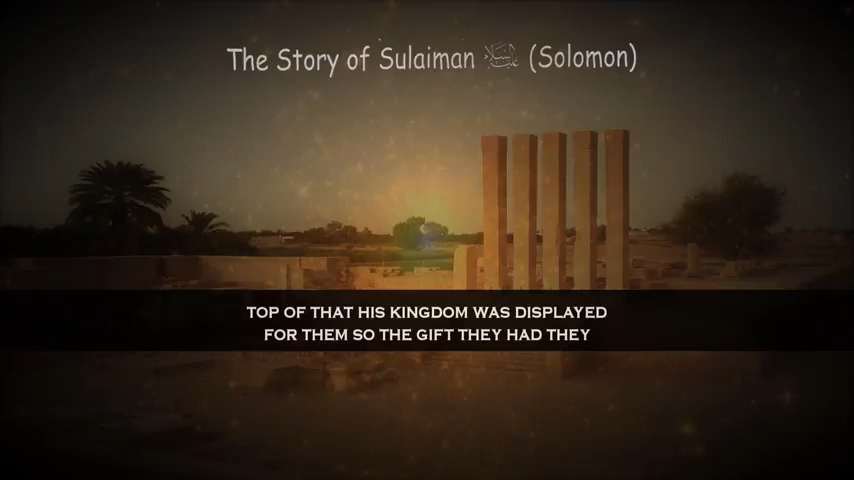 The Story of Sulaiman عليه السلام (Solomon)
TOP OF THAT HIS KINGDOM WAS DISPLAYED
FOR THEM SO THE GIFT THEY HAD THEY